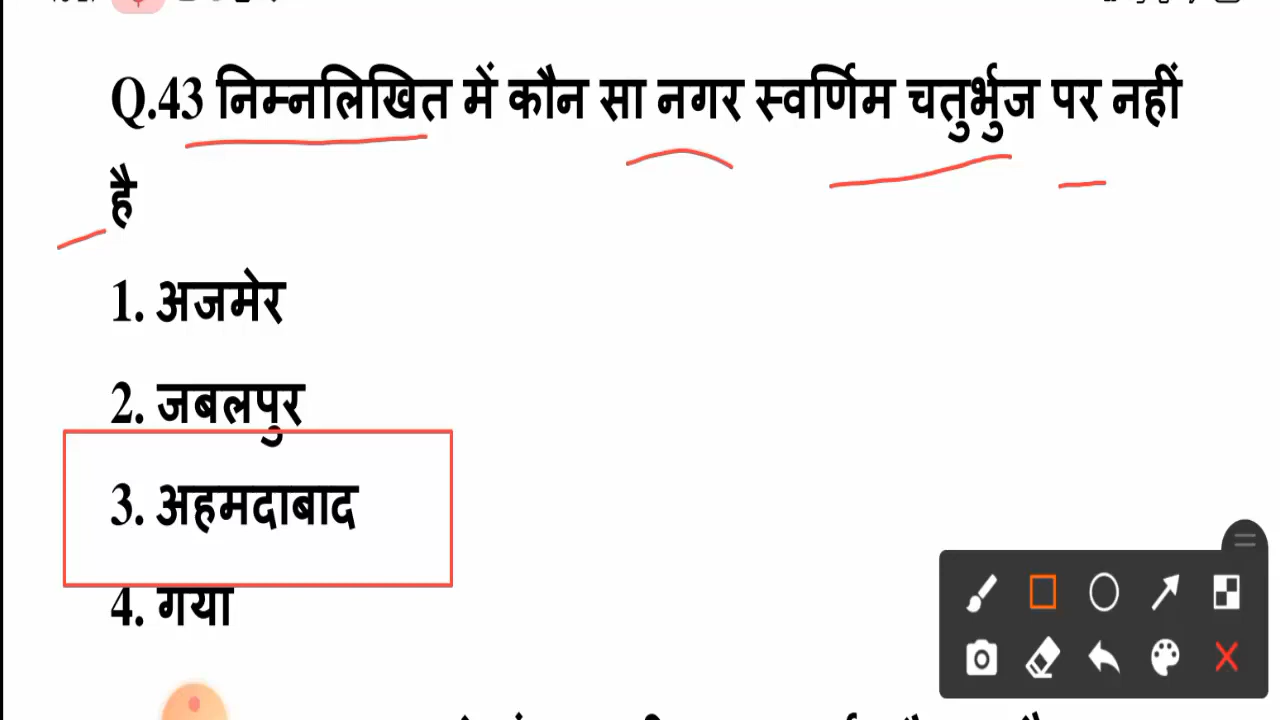 Q.43 निम्नलिखित में कौन सा नगर स्वर्णिम चतुर्भुज पर नहीं
है
1. अजमेर
2. जबलपुर
3. अहमदाबाद
4. गया